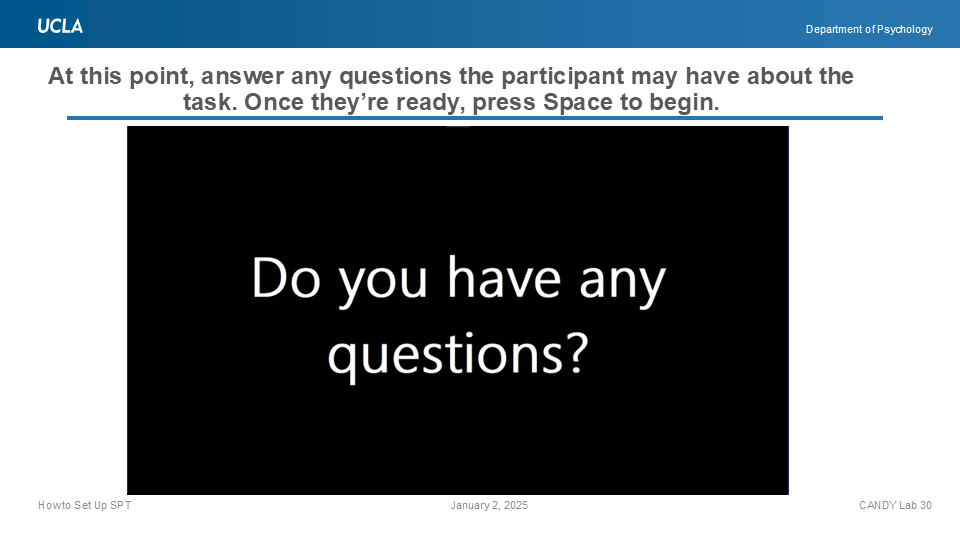 UCLA
Department of Psychology
At this point, answer any questions the participant may have about the
task. Once they’re ready, press Space to begin.
Do you have any
questions?
Howto Set Up SPT
January 2, 2025
CANDY Lab 30